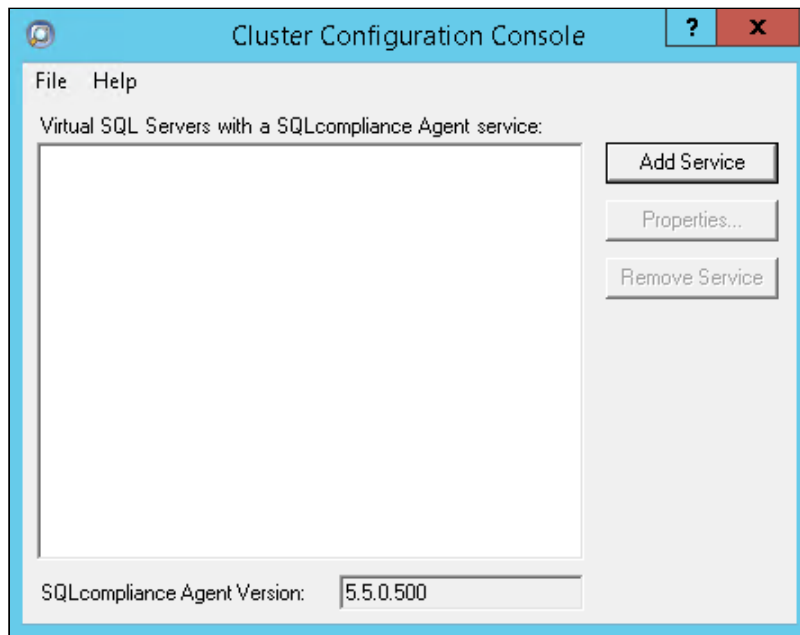 Cluster Configuration Console
? x
File Help
Virtual SQL Servers with a SQLcompliance Agent service:
Add Service
Properties...
Remove Service
SQLcompliance Agent Version: 5.5.0.500